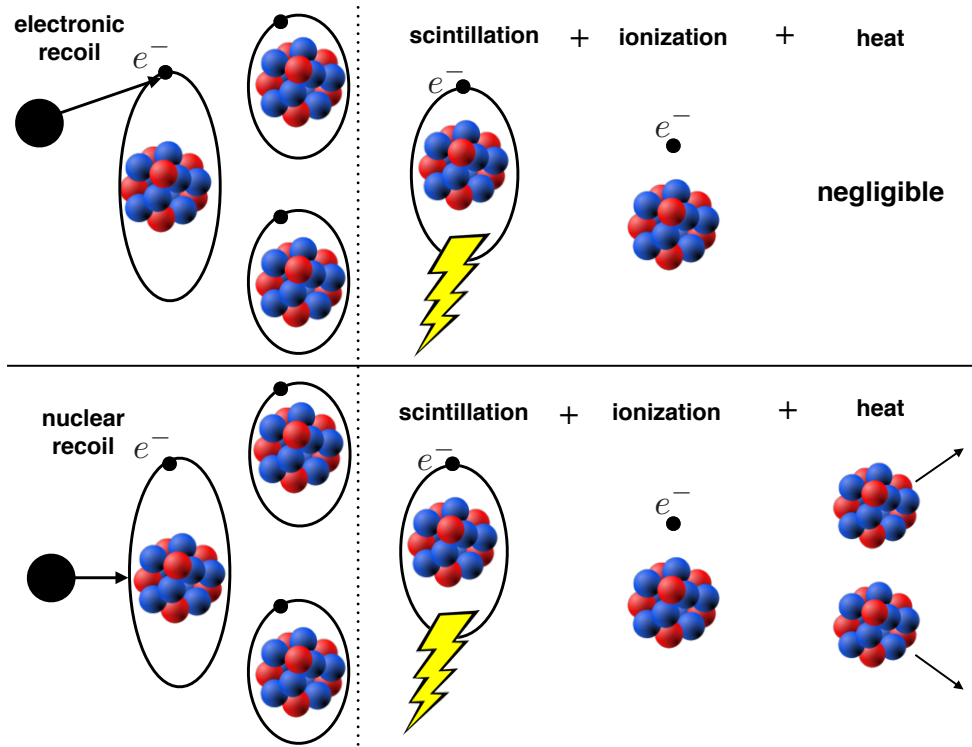 electronic
recoil
e⁻
scintillation + ionization + heat
e⁻
e⁻
negligible
nuclear
recoil
e⁻
scintillation + ionization + heat
e⁻
e⁻